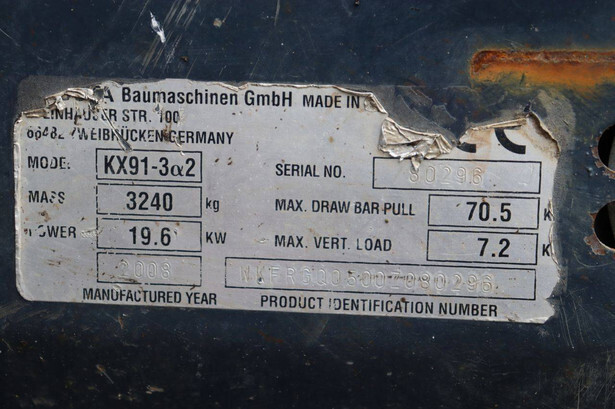 A Baumaschinen GmbH MADE IN
EINHAUSER STR. 100
66482 ZWEIBRÜCKEN GERMANY
MODEL KX91-3α2
SERIAL NO. 80296
MASS 3240 kg
MAX. DRAW BAR PULL 70.5 K
POWER 19.6 KW
MAX. VERT. LOAD 7.2 K
2008
MANUFACTURED YEAR
PRODUCT IDENTIFICATION NUMBER